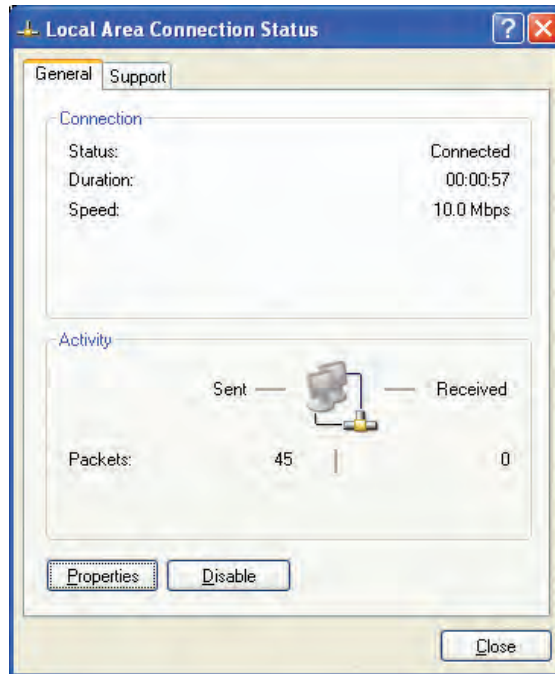 Local Area Connection Status
General Support
Connection
Status: Connected
Duration: 00:00:57
Speed: 10.0 Mbps
Activity
Sent Received
Packets: 45 0
Properties Disable
Close